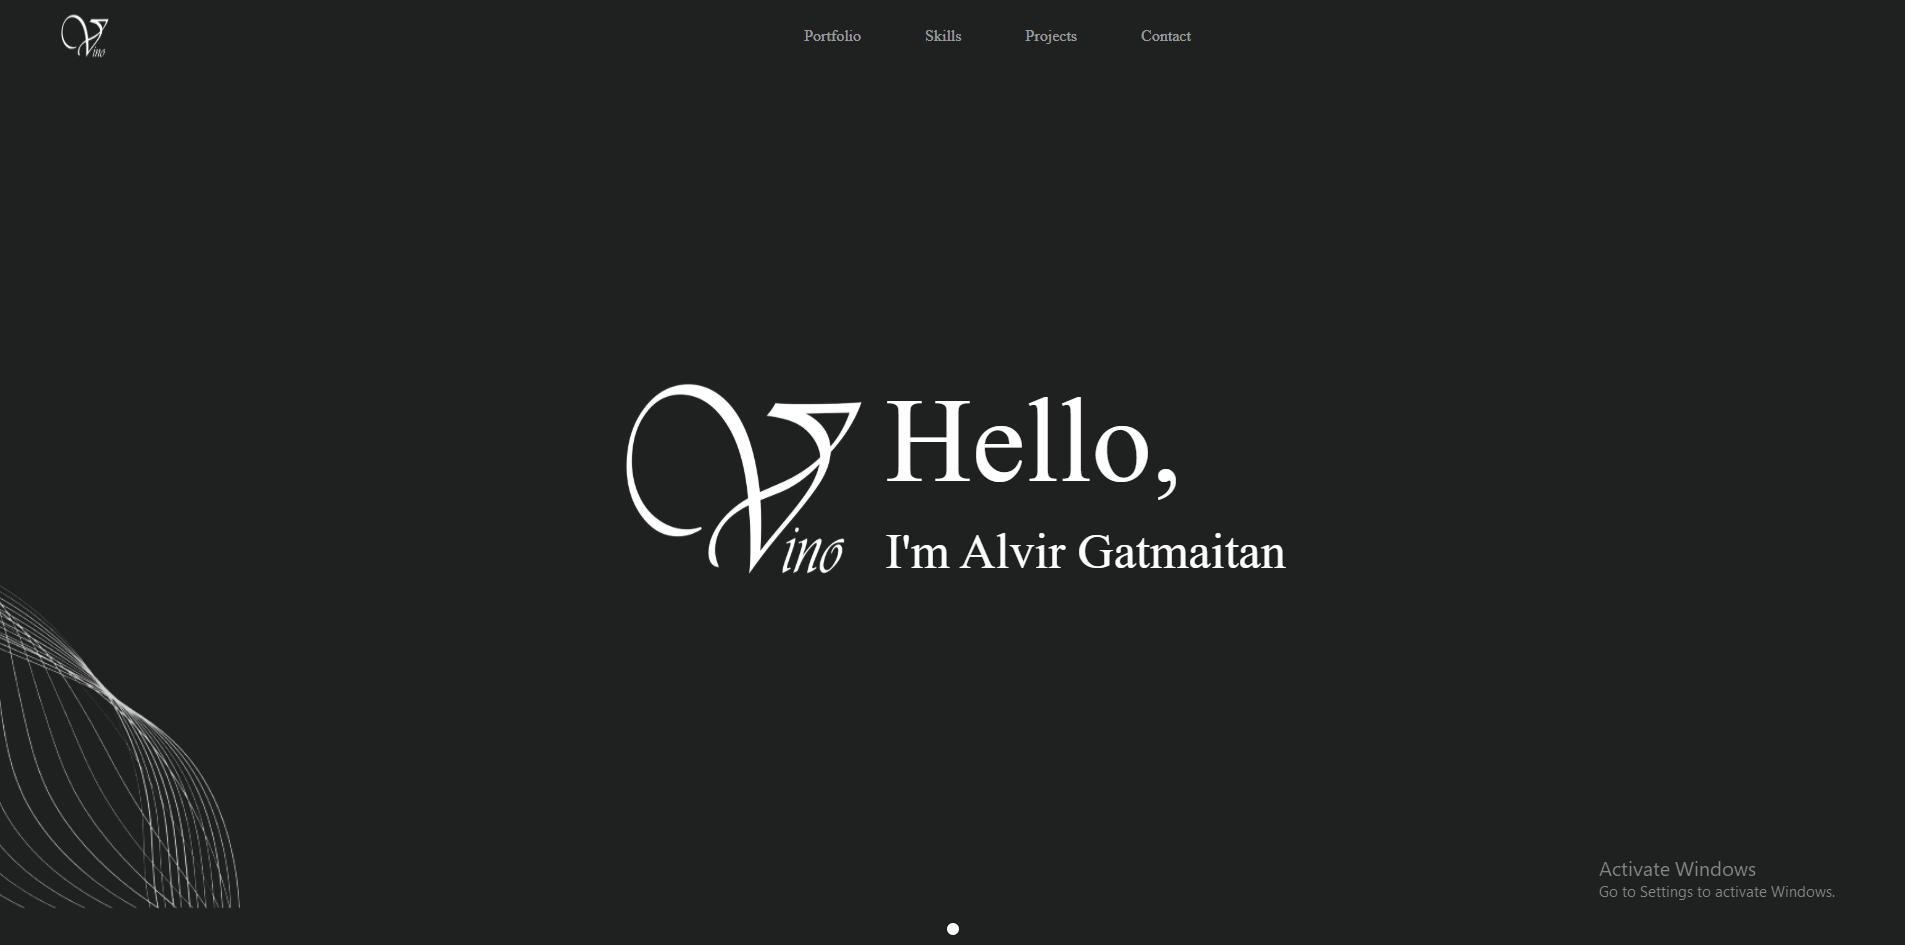 Vino
Portfolio
Skills
Projects
Contact
Vino
Hello,
I'm Alvir Gatmaitan
Activate Windows
Go to Settings to activate Windows.